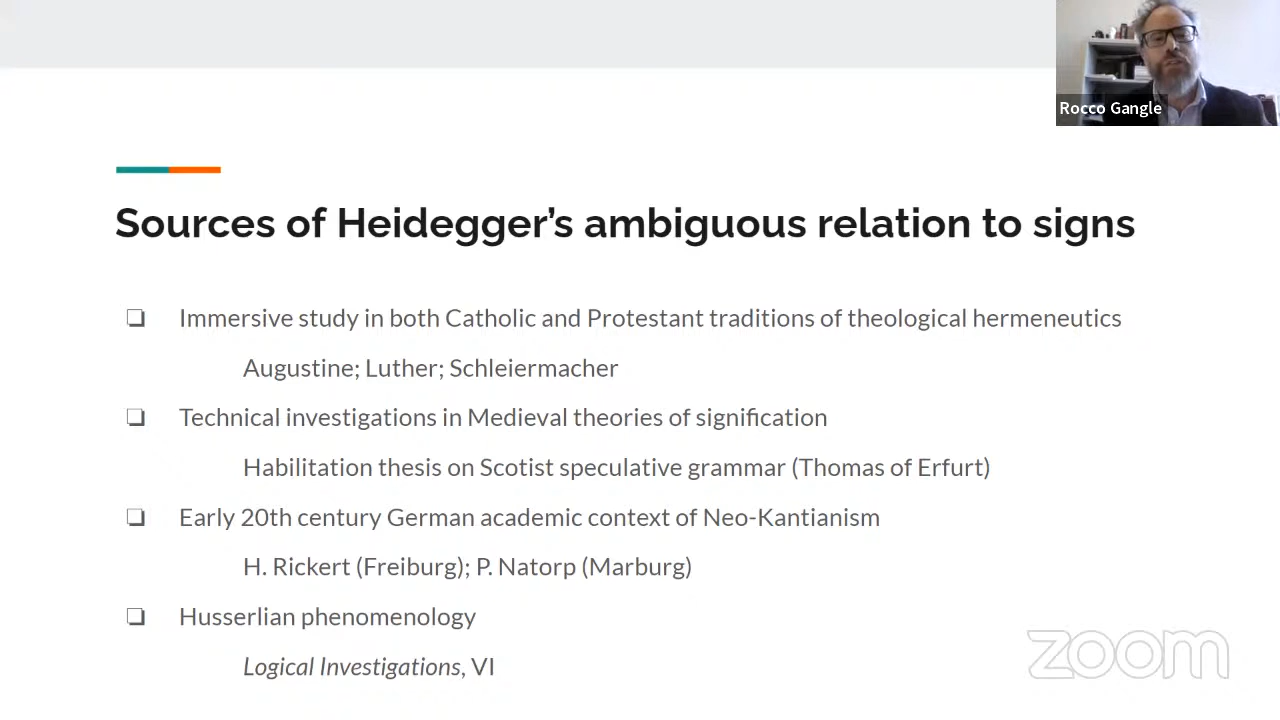 Rocco Gangle
Sources of Heidegger's ambiguous relation to signs
❏ Immersive study in both Catholic and Protestant traditions of theological hermeneutics
Augustine; Luther; Schleiermacher
❏ Technical investigations in Medieval theories of signification
Habilitation thesis on Scotist speculative grammar (Thomas of Erfurt)
❏ Early 20th century German academic context of Neo-Kantianism
H. Rickert (Freiburg); P. Natorp (Marburg)
❏ Husserlian phenomenology
Logical Investigations, VI
zoom